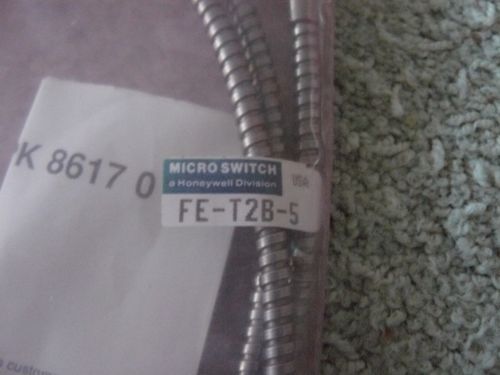 K 8617 0
MICRO SWITCH
a Honeywell Division
USA
FE-T2B-5